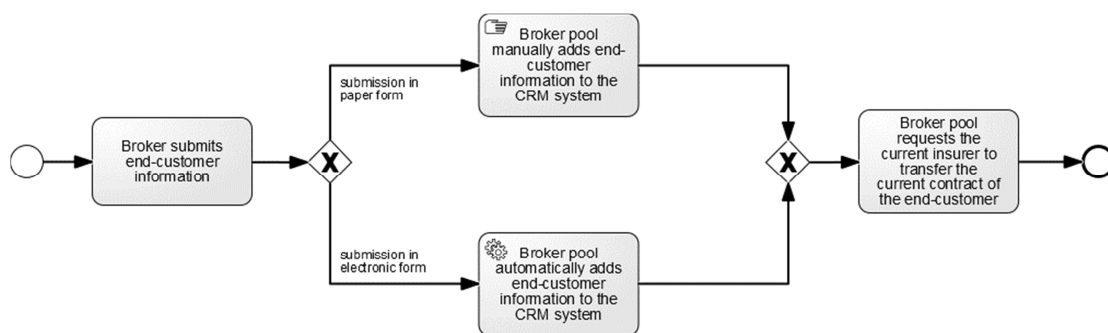 Broker submits
end-customer
information
submission in
paper form
Broker pool
manually adds end-
customer
information to the
CRM system
submission in
electronic form
Broker pool
automatically adds
end-customer
information to the
CRM system
Broker pool
requests the
current insurer to
transfer the
current contract of
the end-customer